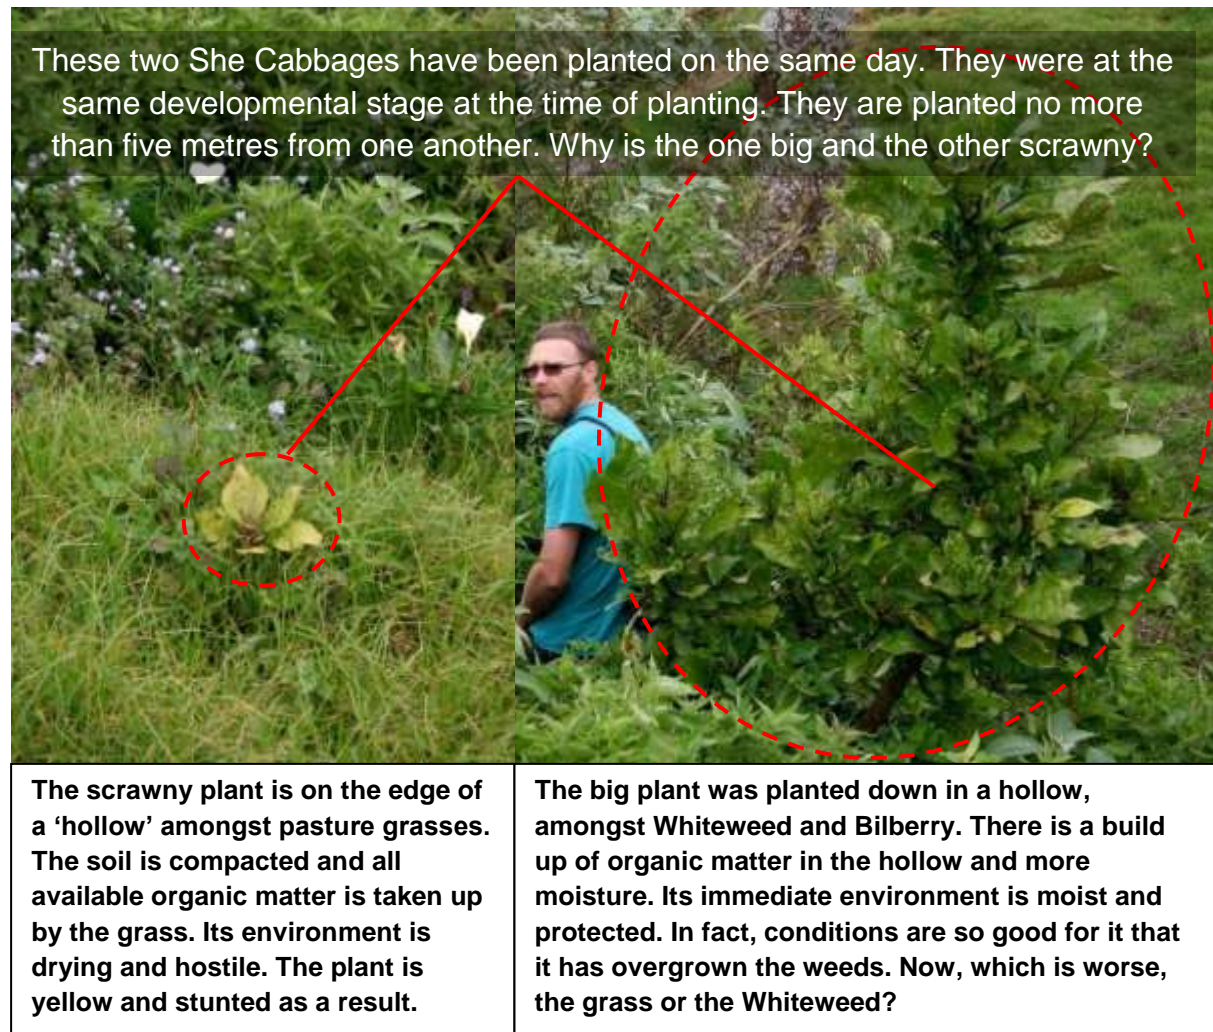 These two She Cabbages have been planted on the same day. They were at the
same developmental stage at the time of planting. They are planted no more
than five metres from one another. Why is the one big and the other scrawny?
The scrawny plant is on the edge of
a ‘hollow’ amongst pasture grasses.
The soil is compacted and all
available organic matter is taken up
by the grass. Its environment is
drying and hostile. The plant is
yellow and stunted as a result.
The big plant was planted down in a hollow,
amongst Whiteweed and Bilberry. There is a build
up of organic matter in the hollow and more
moisture. Its immediate environment is moist and
protected. In fact, conditions are so good for it that
it has overgrown the weeds. Now, which is worse,
the grass or the Whiteweed?